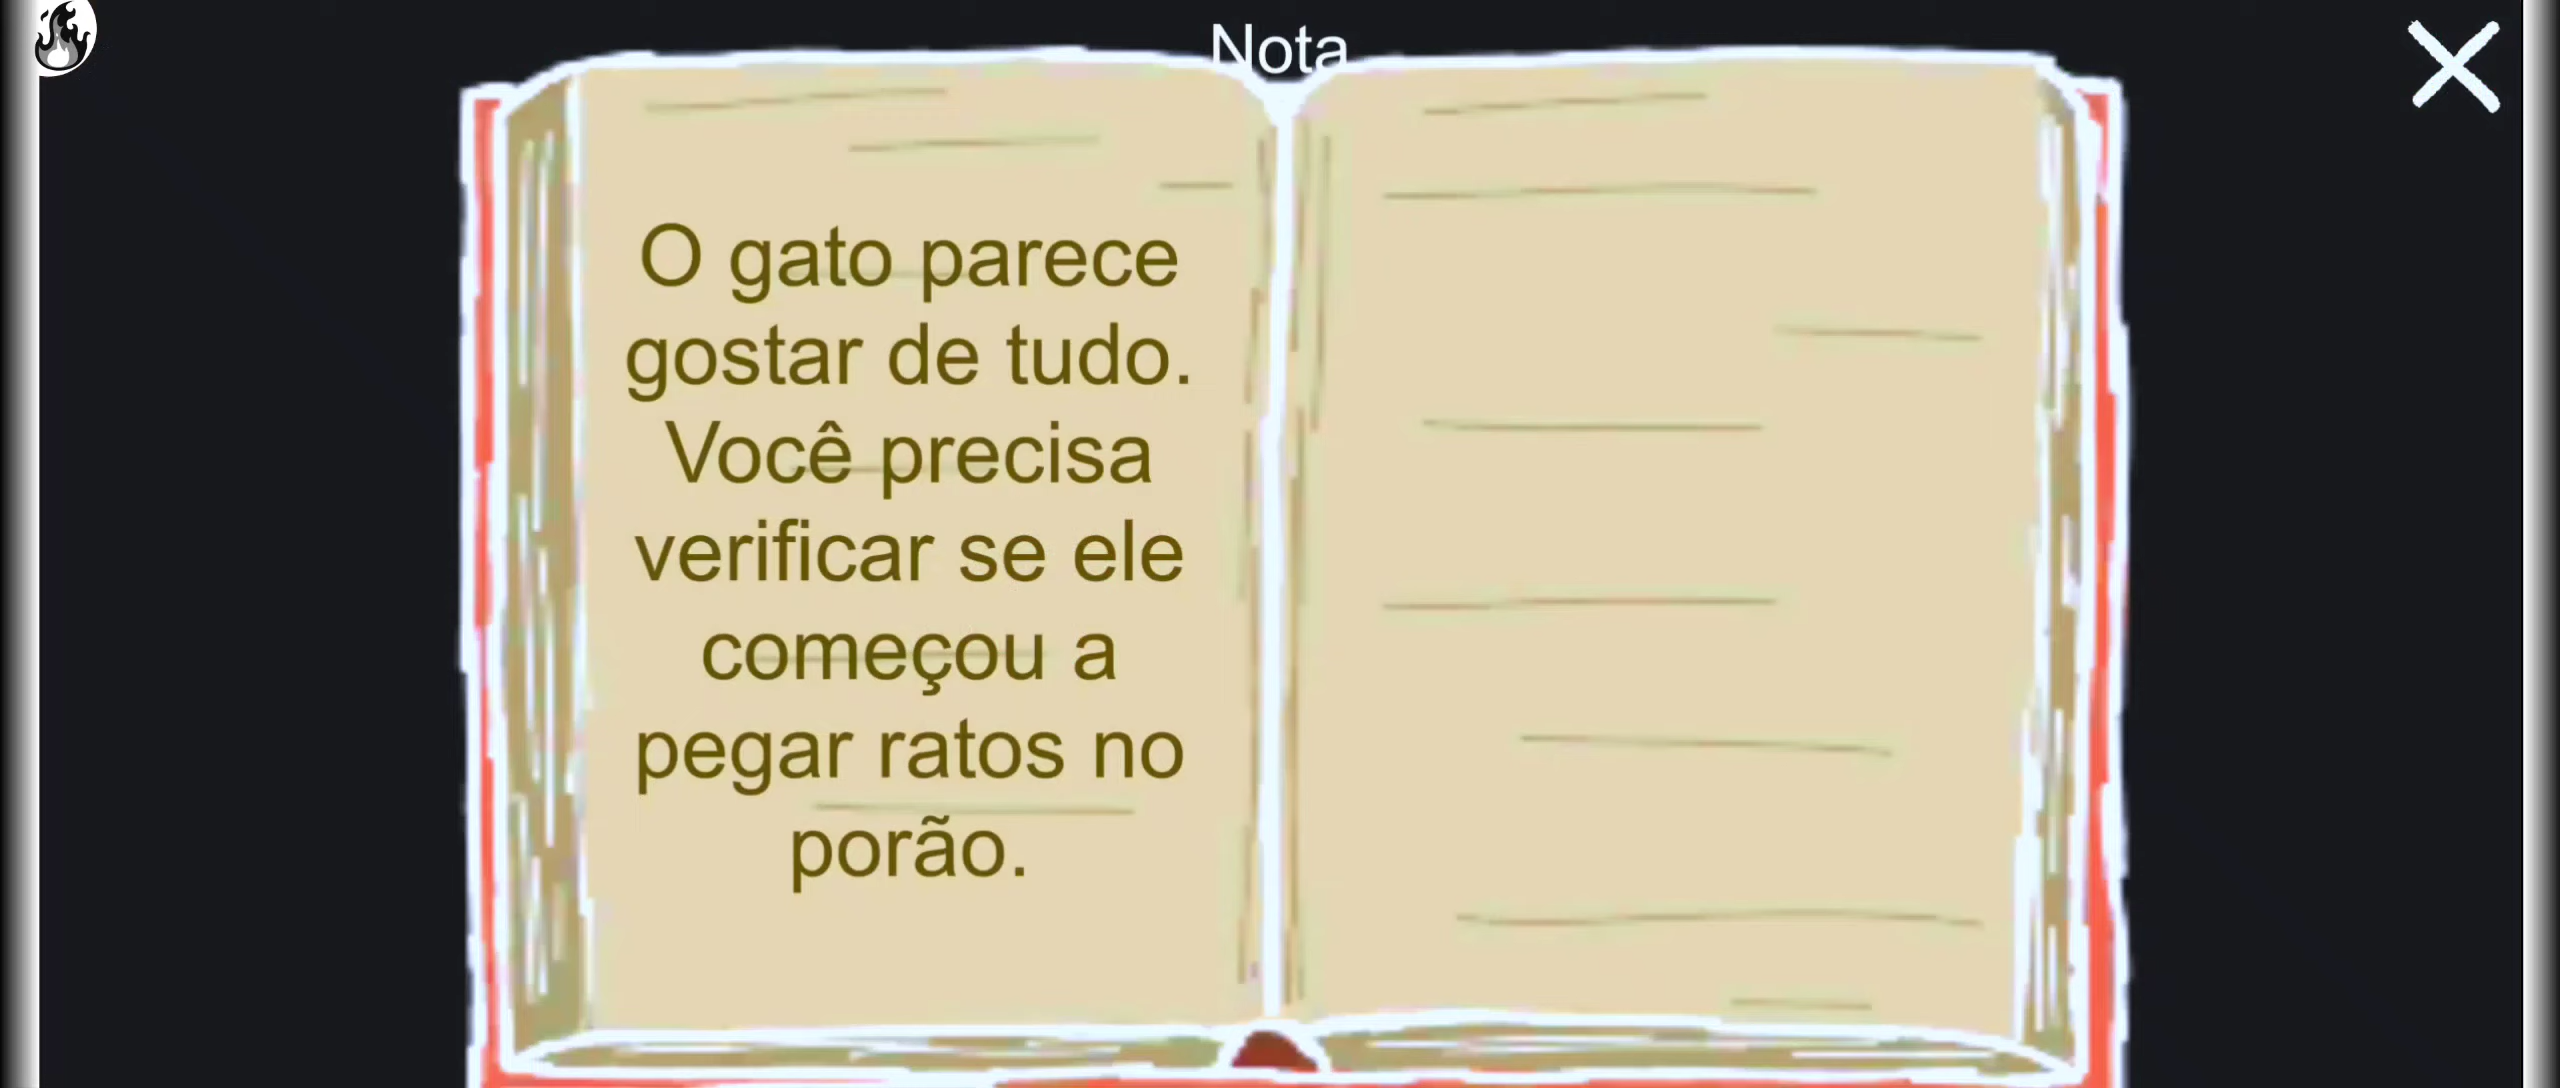 Nota
O gato parece
gostar de tudo.
Você precisa
verificar se ele
começou a
pegar ratos no
porão.